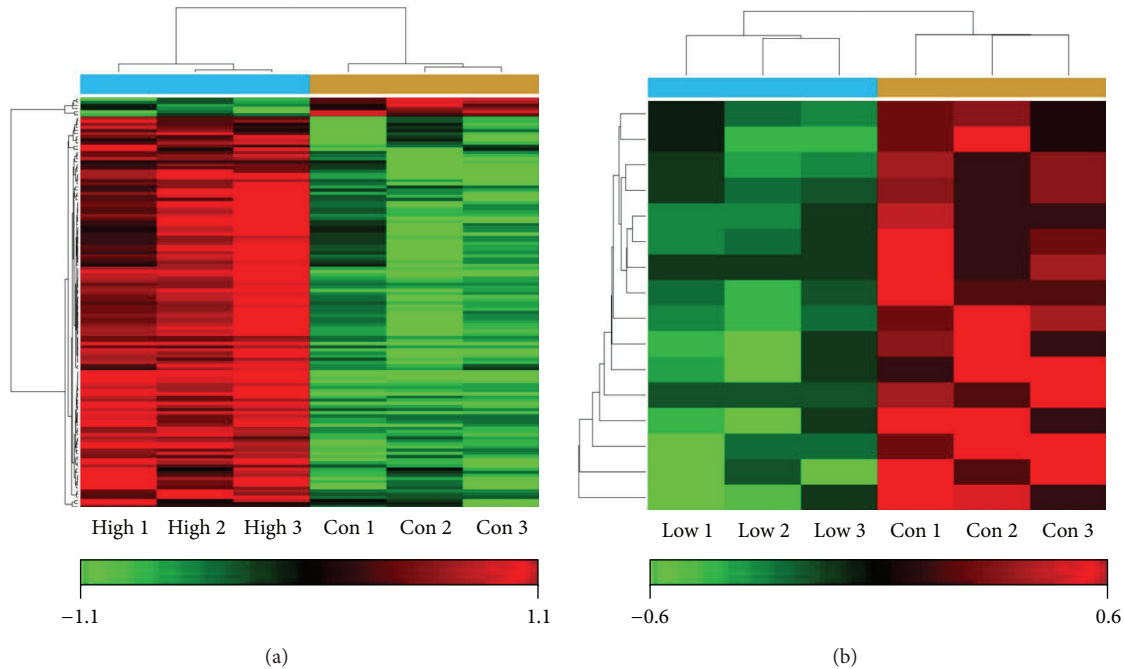 High 1 High 2 High 3 Con 1 Con 2 Con 3
−1.1 1.1
(a)
Low 1 Low 2 Low 3 Con 1 Con 2 Con 3
−0.6 0.6
(b)